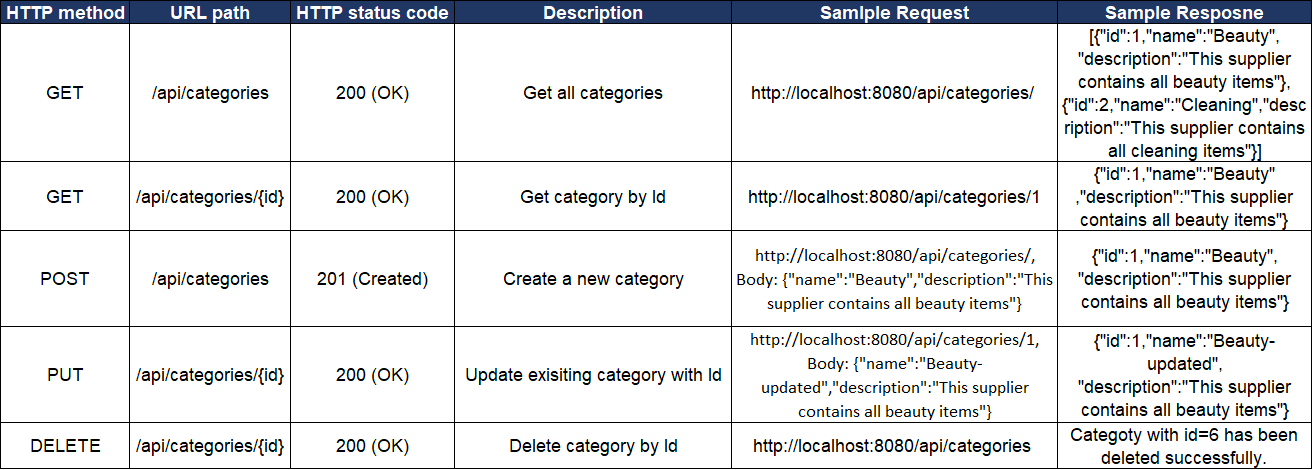 HTTP method URL path HTTP status code Description Samlple Request Sample Resposne
GET /api/categories 200 (OK) Get all categories http://localhost:8080/api/categories/
[{"id":1,"name":"Beauty",
"description":"This supplier
contains all beauty items"},
{"id":2,"name":"Cleaning","desc
ription":"This supplier contains
all cleaning items"}]
GET /api/categories/{id} 200 (OK) Get category by Id http://localhost:8080/api/categories/1
{"id":1,"name":"Beauty"
,"description":"This supplier
contains all beauty items"}
POST /api/categories 201 (Created) Create a new category
http://localhost:8080/api/categories/,
Body: {"name":"Beauty","description":"This
supplier contains all beauty items"}
{"id":1,"name":"Beauty",
"description":"This supplier
contains all beauty items"}
PUT /api/categories/{id} 200 (OK) Update exisiting category with Id
http://localhost:8080/api/categories/1,
Body: {"name":"Beauty-
updated","description":"This supplier
contains all beauty items"}
{"id":1,"name":"Beauty-
updated",
"description":"This supplier
contains all beauty items"}
DELETE /api/categories/{id} 200 (OK) Delete category by Id http://localhost:8080/api/categories
Categoty with id=6 has been
deleted successfully.